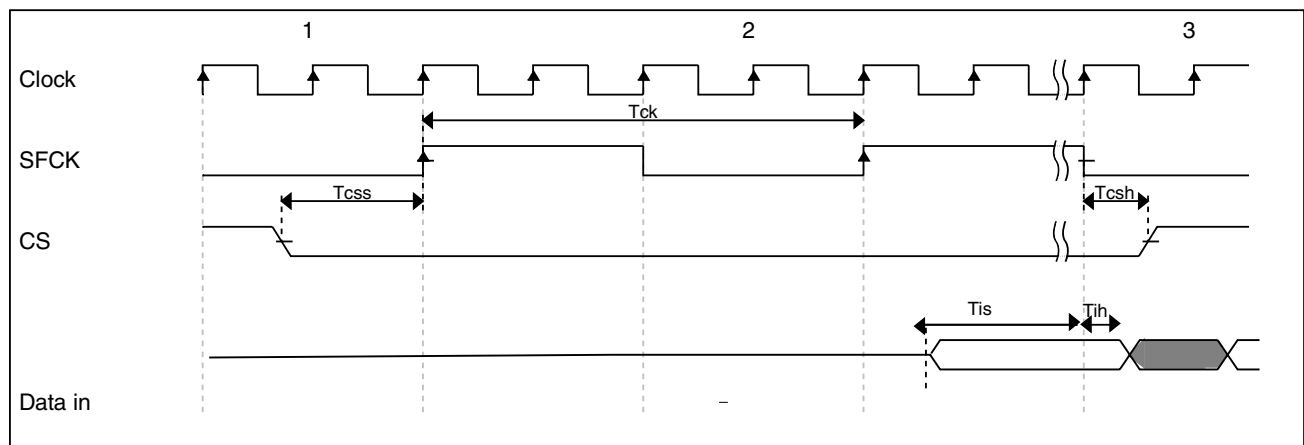 1 2 3
Clock
Tck
SFCK
Tcss Tcsh
CS
Tis Tih
Data in